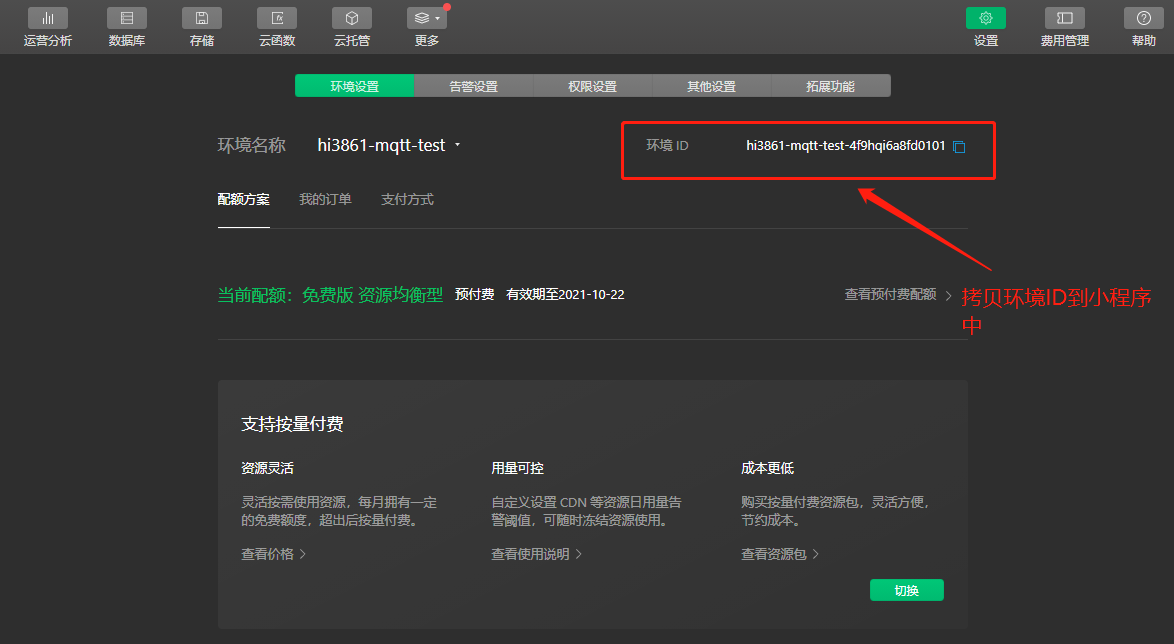 运营分析 数据库 存储 云函数 云托管 更多 设置 费用管理 帮助
环境设置 告警设置 权限设置 其他设置 拓展功能
环境名称 hi3861-mqtt-test 环境 ID hi3861-mqtt-test-4f9hqi6a8fd0101
配额方案 我的订单 支付方式
当前配额：免费版 资源均衡型 预付费 有效期至2021-10-22 查看预付费配额
拷贝环境ID到小程序
中
支持按量付费
资源灵活 用量可控 成本更低
灵活按需使用资源，每月拥有一定 自定义设置 CDN 等资源日用量告 购买按量付费资源包，灵活方便，
的免费额度，超出后按量付费。 警阈值，可随时冻结资源使用。 节约成本。
查看价格 查看使用说明 查看资源包
切换